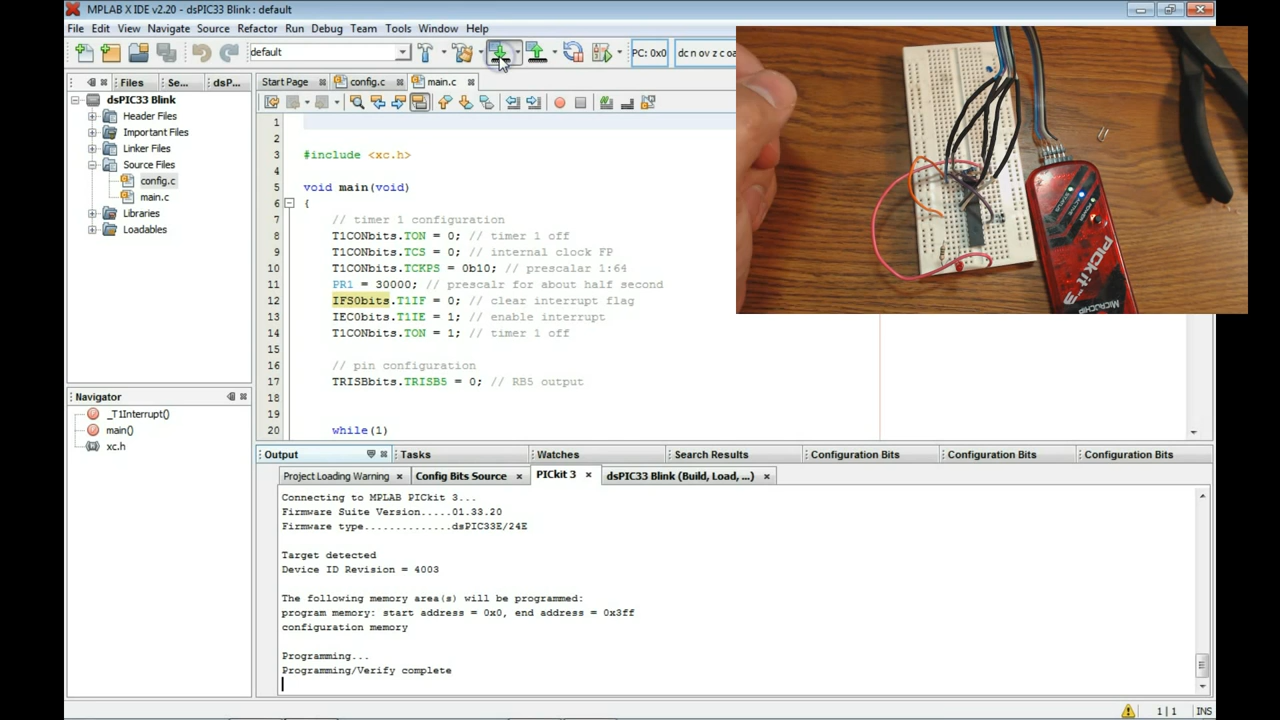 MPLAB X IDE v2.20 - dsPIC33 Blink : default
File Edit View Navigate Source Refactor Run Debug Team Tools Window Help
default
PC: 0x0
dc n ov z c
Files
Se...
dsP...
Start Page
config.c
main.c
dsPIC33 Blink
Header Files
Important Files
Linker Files
Source Files
config.c
main.c
Libraries
Loadables
1
2
3 #include <xc.h>
4
5 void main(void)
6 {
7 // timer 1 configuration
8 T1CONbits.TON = 0; // timer 1 off
9 T1CONbits.TCS = 0; // internal clock FP
10 T1CONbits.TCKPS = 0b10; // prescalar 1:64
11 PR1 = 30000; // prescalr for about half second
12 IFS0bits.T1IF = 0; // clear interrupt flag
13 IEC0bits.T1IE = 1; // enable interrupt
14 T1CONbits.TON = 1; // timer 1 off
15
16 // pin configuration
17 TRISBbits.TRISB5 = 0; // RB5 output
18
19
20 while(1)
Navigator
_T1Interrupt()
main()
xc.h
Output
Tasks
Watches
Search Results
Configuration Bits
Configuration Bits
Configuration Bits
Project Loading Warning
Config Bits Source
PICkit 3
dsPIC33 Blink (Build, Load, ...)
Connecting to MPLAB PICkit 3...
Firmware Suite Version.....01.33.20
Firmware type..............dsPIC33E/24E
Target detected
Device ID Revision = 4003
The following memory area(s) will be programmed:
program memory: start address = 0x0, end address = 0x3ff
configuration memory
Programming...
Programming/Verify complete
1|1
INS
POWER
ACTIVE
STATUS
PICkit 3
MICROCHIP